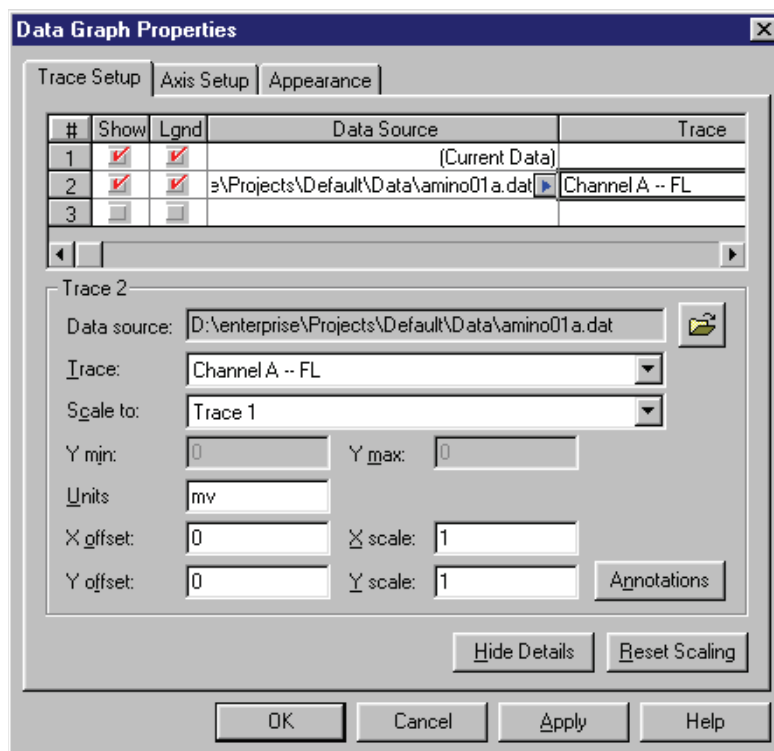 Data Graph Properties
Trace Setup Axis Setup Appearance
# Show Lgnd Data Source Trace
1 (Current Data)
2 e\Projects\Default\Data\amino01a.dat Channel A -- FL
3
Trace 2
Data source: D:\enterprise\Projects\Default\Data\amino01a.dat
Trace: Channel A -- FL
Scale to: Trace 1
Y min: 0 Y max: 0
Units mv
X offset: 0 X scale: 1
Y offset: 0 Y scale: 1 Annotations
Hide Details Reset Scaling
OK Cancel Apply Help